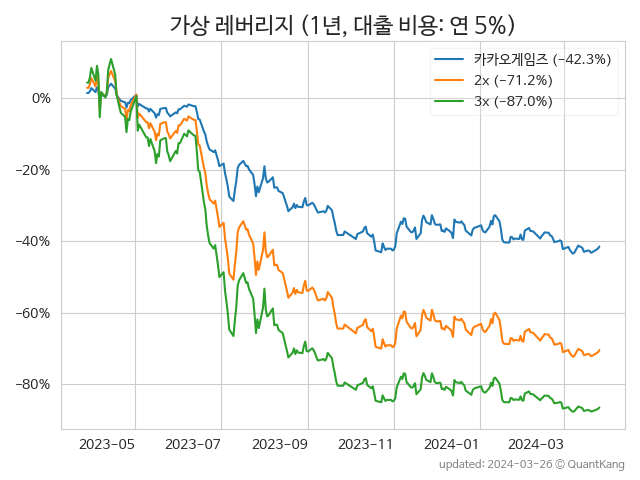 가상 레버리지 (1년, 대출 비용: 연 5%)
카카오게임즈 (−42.3%)
2x (−71.2%)
3x (−87.0%)
0%
−20%
−40%
−60%
−80%
2023-05 2023-07 2023-09 2023-11 2024-01 2024-03
updated: 2024-03-26 © QuantKang